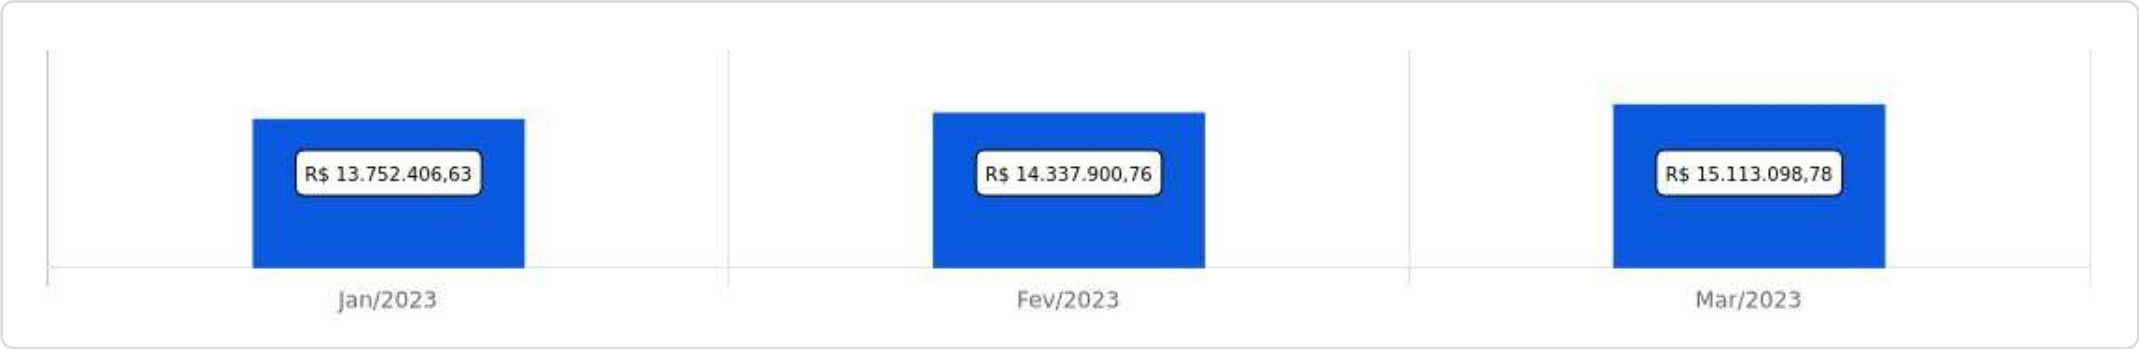 R$ 13.752.406,63
R$ 14.337.900,76
R$ 15.113.098,78
Jan/2023
Fev/2023
Mar/2023